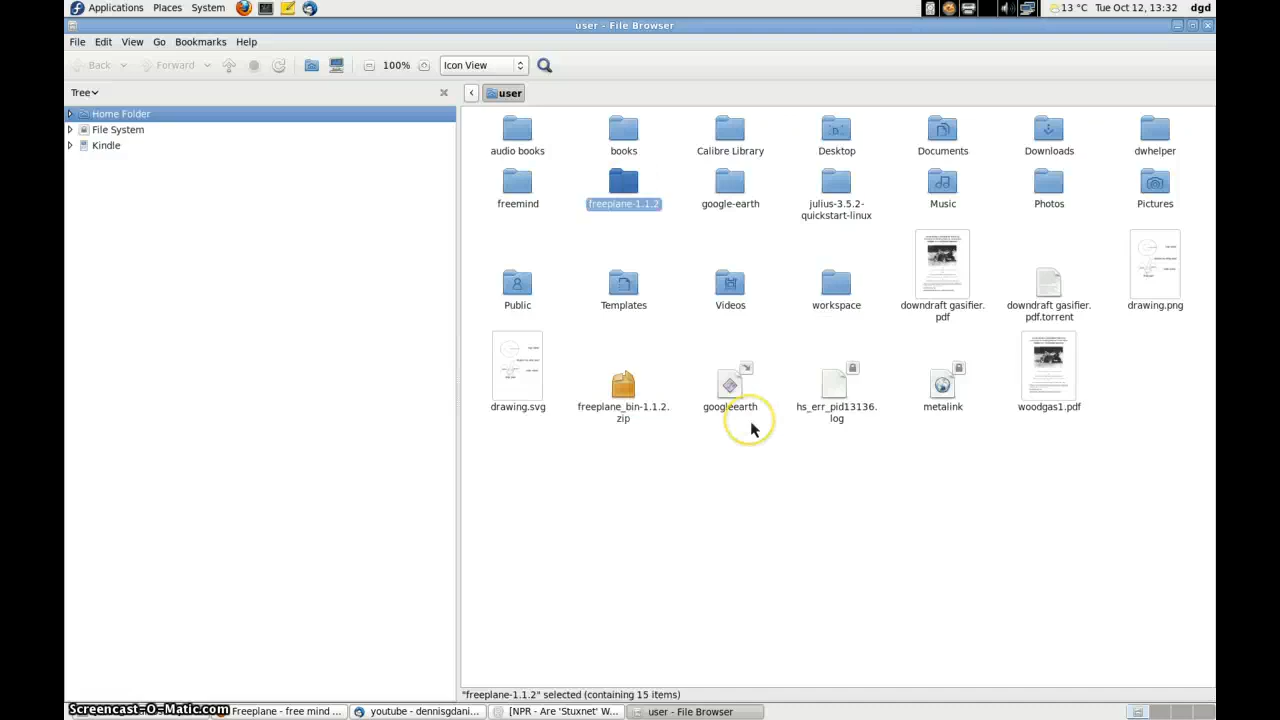 Applications Places System
13 °C Tue Oct 12, 13:32 dgd
user - File Browser
File Edit View Go Bookmarks Help
Back Forward 100% Icon View
Tree
user
Home Folder
File System
Kindle
audio books books Calibre Library Desktop Documents Downloads dwhelper
freemind freeplane-1.1.2 google-earth julius-3.5.2-
quickstart-linux Music Photos Pictures
Public Templates Videos workspace downdraft gasifier.
pdf downdraft gasifier.
pdf.torrent drawing.png
drawing.svg freeplane_bin-1.1.2.
zip googleearth hs_err_pid13136.
log metalink woodgas1.pdf
"freeplane-1.1.2" selected (containing 15 items)
Screencast-O-Matic.com
Freeplane - free mind ... youtube - dennisgdani... [NPR - Are 'Stuxnet' W... user - File Browser